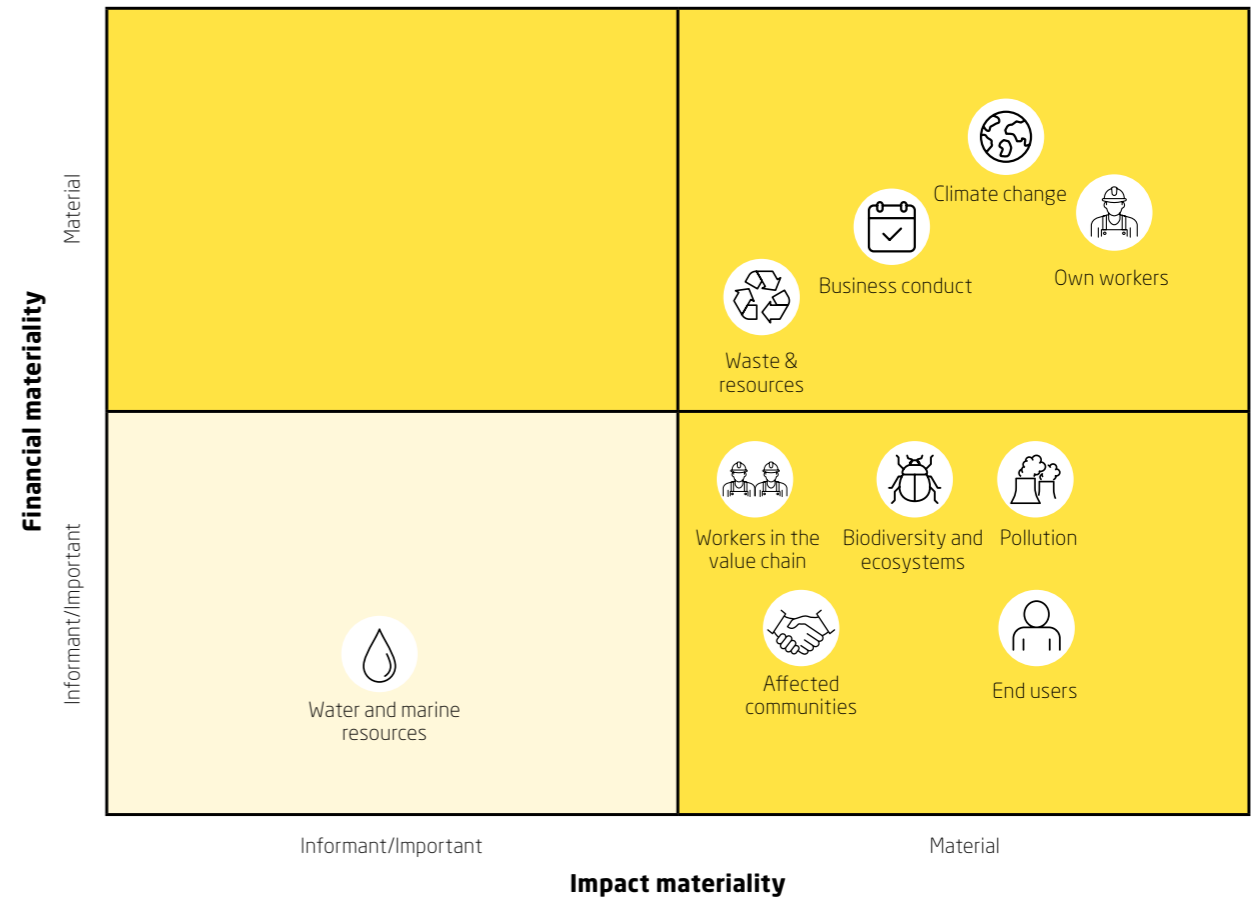 Financial materiality
Material
Informant/Important
Climate change
Own workers
Business conduct
Waste &
resources
Workers in the
value chain
Biodiversity and
ecosystems
Pollution
Affected
communities
End users
Water and marine
resources
Informant/Important
Material
Impact materiality